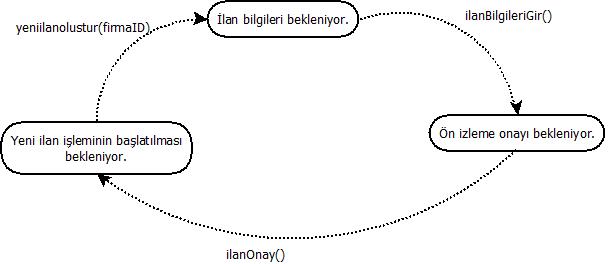 İlan bilgileri bekleniyor.
ilanBilgileriGir()
yeniilanolustur(firmaID)
Yeni ilan işleminin başlatılması
bekleniyor.
Ön izleme onayı bekleniyor.
ilanOnay()